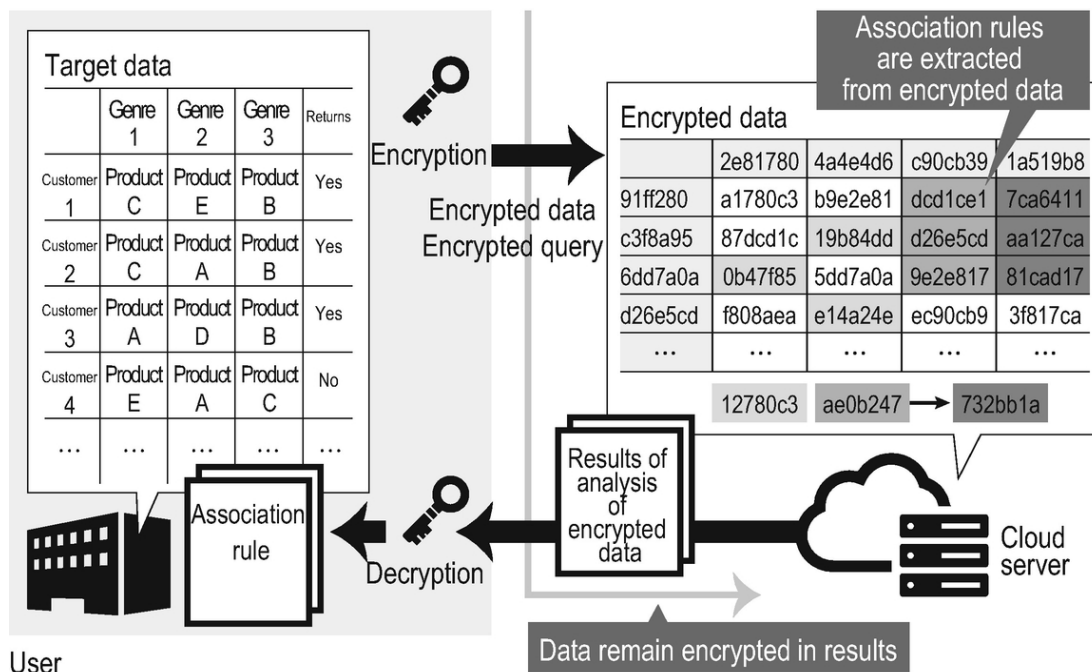 Target data
Genre 1 Genre 2 Genre 3 Returns
Customer 1 Product C Product E Product B Yes
Customer 2 Product C Product A Product B Yes
Customer 3 Product A Product D Product B Yes
Customer 4 Product E Product A Product C No
… … … … …
Encryption
Encrypted data
Encrypted query
Association rules
are extracted
from encrypted data
Encrypted data
2e81780 4a4e4d6 c90cb39 1a519b8
91ff280 a1780c3 b9e2e81 dcd1ce1 7ca6411
c3f8a95 87dcd1c 19b84dd d26e5cd aa127ca
6dd7a0a 0b47f85 5dd7a0a 9e2e817 81cad17
d26e5cd f808aea e14a24e ec90cb9 3f817ca
… … … … …
12780c3 ae0b247 → 732bb1a
Results of
analysis
of
encrypted
data
Cloud
server
Decryption
Association
rule
Data remain encrypted in results
User